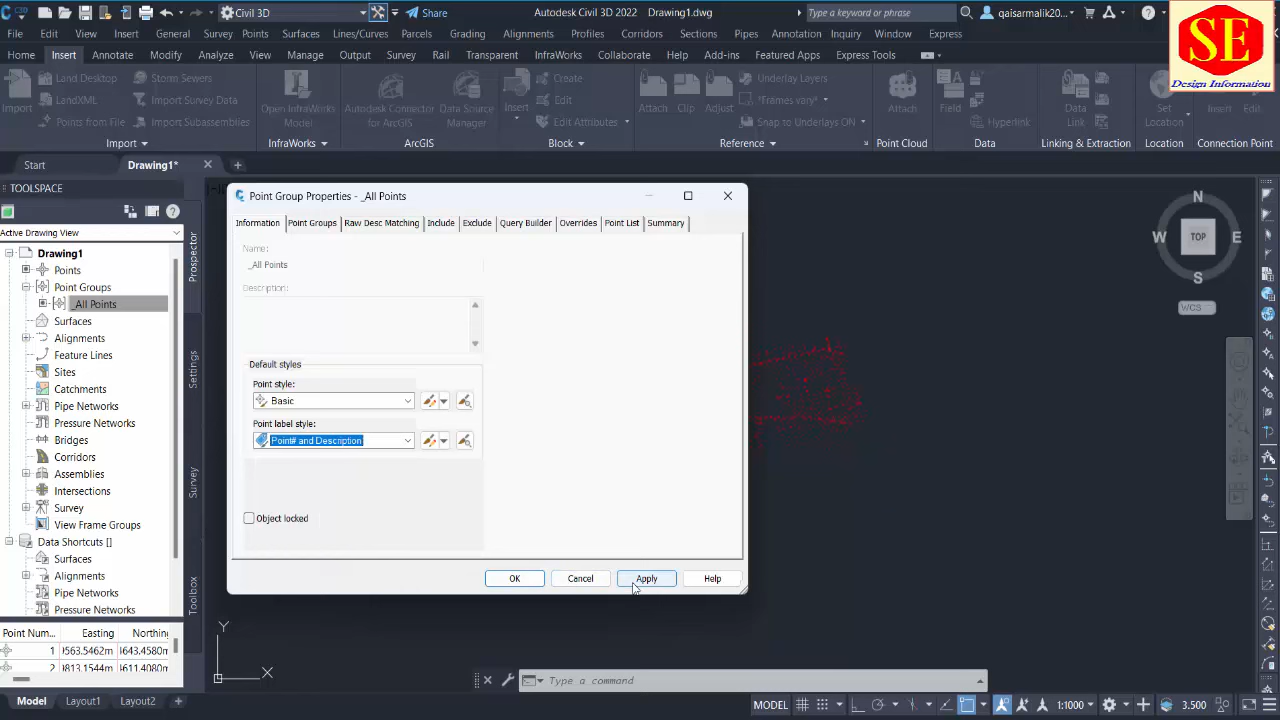 Civil 3D
Share
Autodesk Civil 3D 2022 Drawing1.dwg
Type a keyword or phrase
qaisarmalik20...
SE
Design Information
File Edit View Insert General Survey Points Surfaces Lines/Curves Parcels Grading Alignments Profiles Corridors Sections Pipes Annotation Inquiry Window Express
Home Insert Annotate Modify Analyze View Manage Output Survey Rail Transparent InfraWorks Collaborate Help Add-ins Featured Apps Express Tools
Import
Land Desktop
LandXML
Points from File
Storm Sewers
Import Survey Data
Import Subassemblies
Open InfraWorks Model
Autodesk Connector for ArcGIS
Data Source Manager
Insert
Create
Edit
Edit Attributes
Attach
Clip
Adjust
Underlay Layers
*Frames vary*
Snap to Underlays ON
Attach
Field
Hyperlink
Data Link
Set Location
Insert Edit
Import InfraWorks ArcGIS Block Reference Point Cloud Data Linking & Extraction Location Connection Point
Start Drawing1*
TOOLSPACE
Active Drawing View
Drawing1
Points
Point Groups
_All Points
Surfaces
Alignments
Feature Lines
Sites
Catchments
Pipe Networks
Pressure Networks
Bridges
Corridors
Assemblies
Intersections
Survey
View Frame Groups
Data Shortcuts []
Surfaces
Alignments
Pipe Networks
Pressure Networks
Point Num... Easting Northing
1 !563.5462m !643.4580m
2 !813.1544m !611.4080m
Prospector
Settings
Survey
Toolbox
Point Group Properties - _All Points
Information Point Groups Raw Desc Matching Include Exclude Query Builder Overrides Point List Summary
Name:
_All Points
Description:
Default styles
Point style:
Basic
Point label style:
Point# and Description
Object locked
OK Cancel Apply Help
N
W TOP E
S
WCS
Y
X
Type a command
Model Layout1 Layout2
MODEL
1:1000
3.500